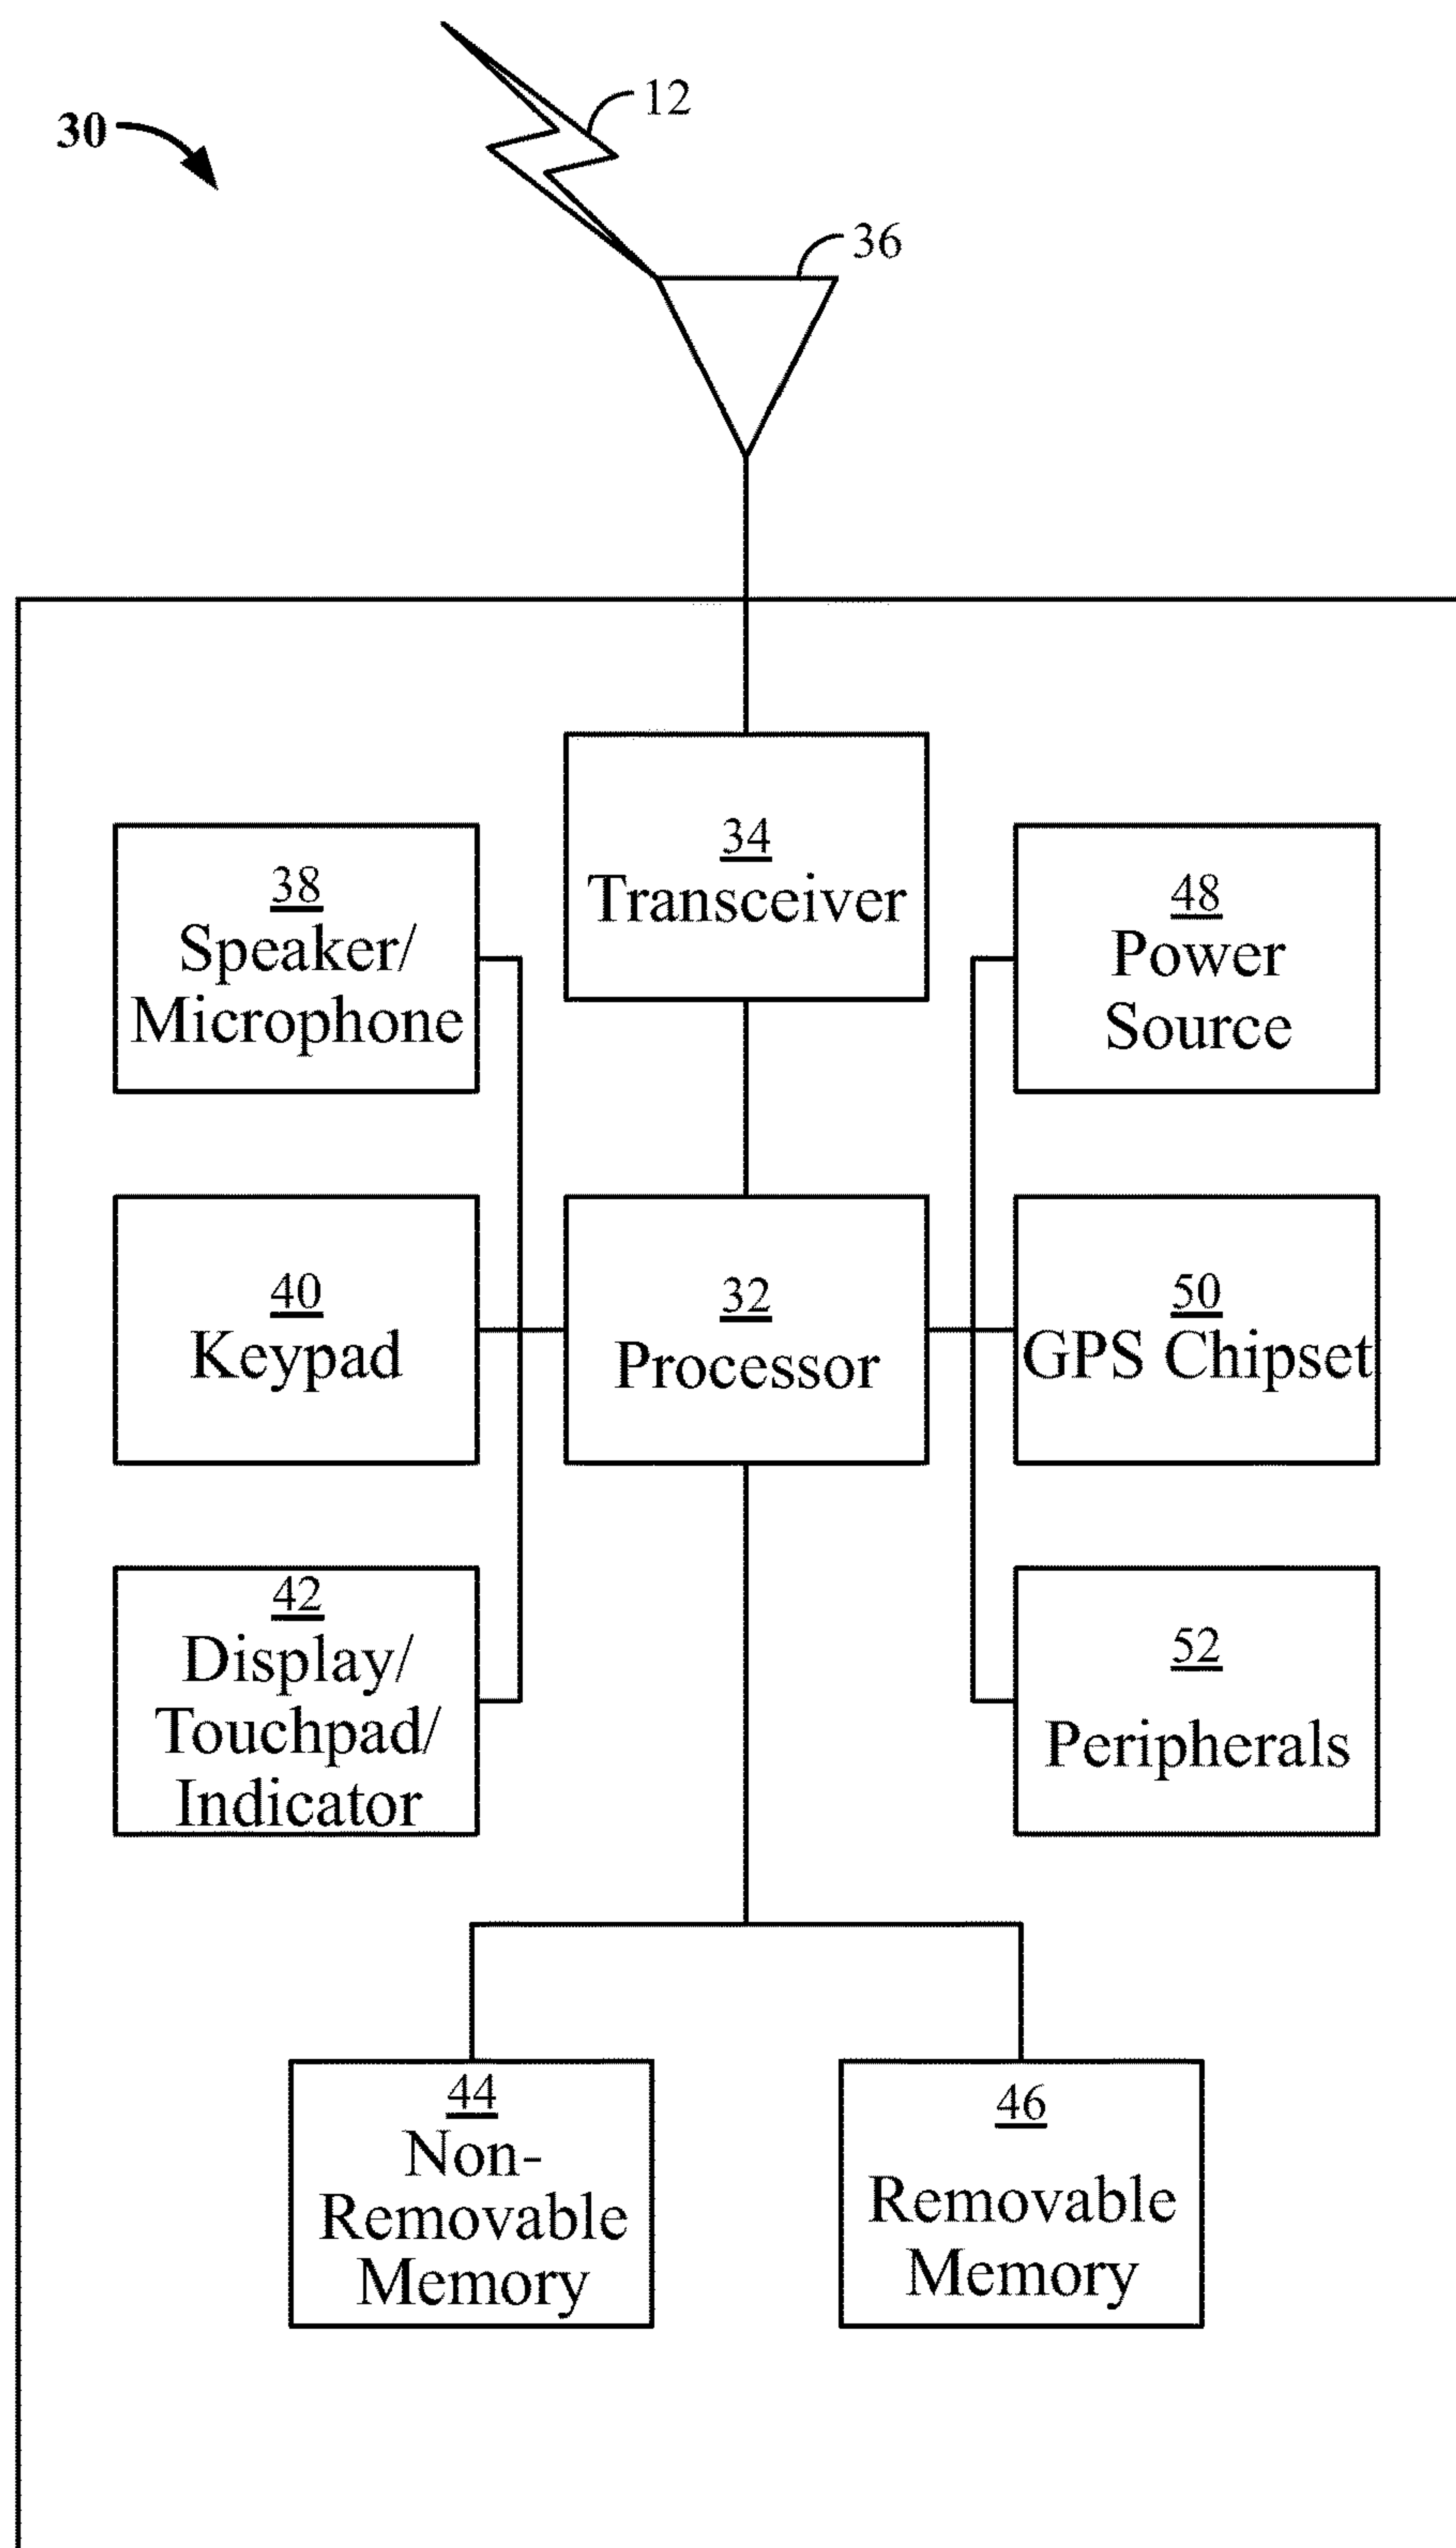 30
12
36
34
Transceiver
38
Speaker/
Microphone
48
Power
Source
40
Keypad
32
Processor
50
GPS Chipset
42
Display/
Touchpad/
Indicator
52
Peripherals
44
Non-
Removable
Memory
46
Removable
Memory